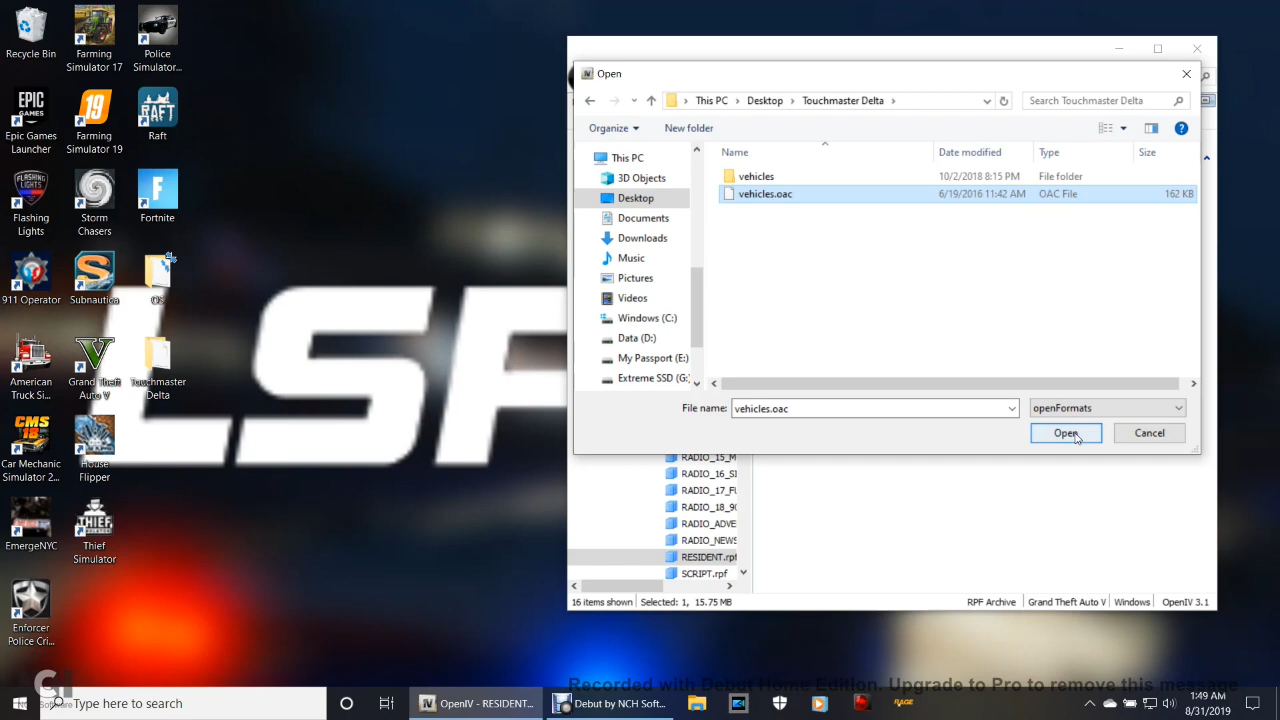 Recycle Bin
Farming
Simulator 17
Police
Simulator...
Epic Games
Launcher
Farming
Simulator 19
Raft
Flashing
Lights
Storm
Chasers
Fortnite
911 Operator
Subnautica
OS
American
Truck Si...
Grand Theft
Auto V
Touchmaster
Delta
Car Mechanic
Simulator 2...
House
Flipper
EmergeNYC
Thief
Simulator
Enforcer
Police Cri...
LSP
Open
This PC > Desktop > Touchmaster Delta >
Search Touchmaster Delta
Organize
New folder
Name
Date modified
Type
Size
This PC
3D Objects
Desktop
Documents
Downloads
Music
Pictures
Videos
Windows (C:)
Data (D:)
My Passport (E:)
Extreme SSD (G:)
vehicles 10/2/2018 8:15 PM File folder
vehicles.oac 6/19/2016 11:42 AM OAC File 162 KB
File name: vehicles.oac
openFormats
Open
Cancel
RADIO_15_M
RADIO_16_SI
RADIO_17_FU
RADIO_18_90
RADIO_ADVE
RADIO_NEWS
RESIDENT.rpf
SCRIPT.rpf
16 items shown
Selected: 1, 15.75 MB
RPF Archive
Grand Theft Auto V
Windows
OpenIV 3.1
Recorded with Debut Home Edition. Upgrade to Pro to remove this message
Type here to search
OpenIV - RESIDENT...
Debut by NCH Soft...
RAGE
1:49 AM
8/31/2019